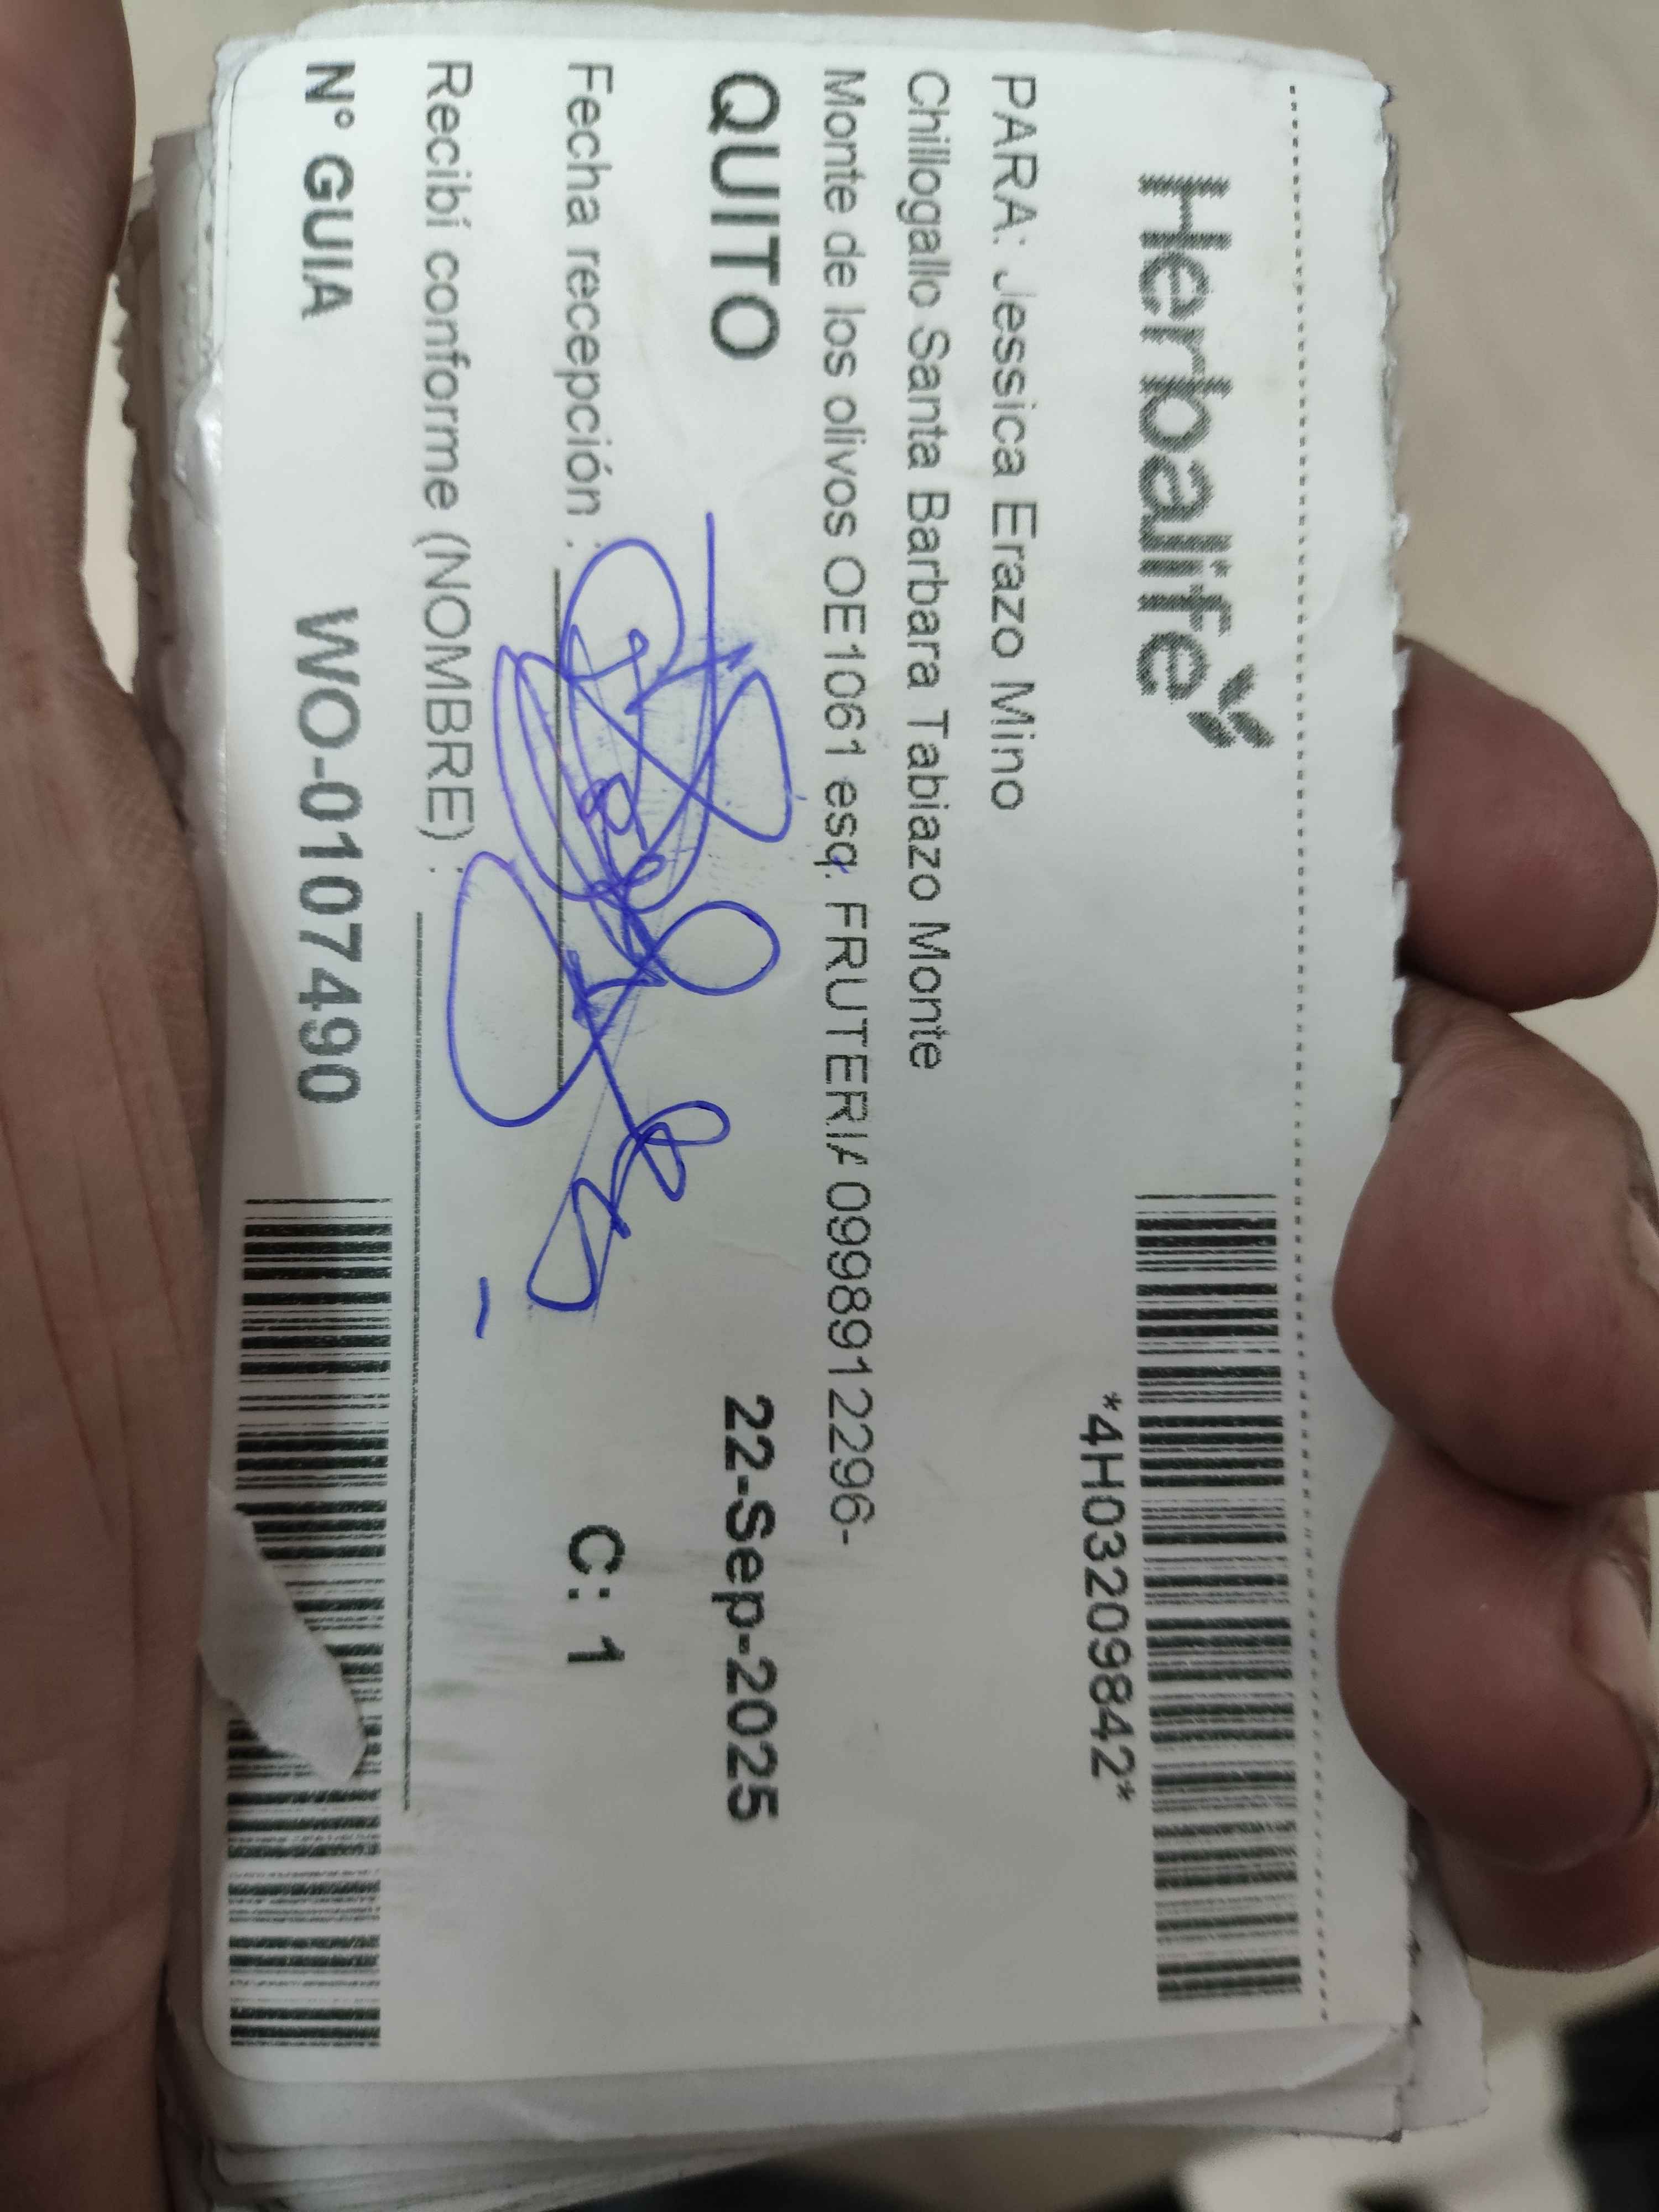 Herbalife
*4H03209842*
PARA: Jessica Erazo Mino
Chillogallo Santa Barbara Tabiazo Monte
Monte de los olivos OE1061 esq. FRUTERIA 0998912296-
QUITO 22-Sep-2025
Fecha recepción :
C: 1
Recibí conforme (NOMBRE) :
N° GUIA WO-0107490